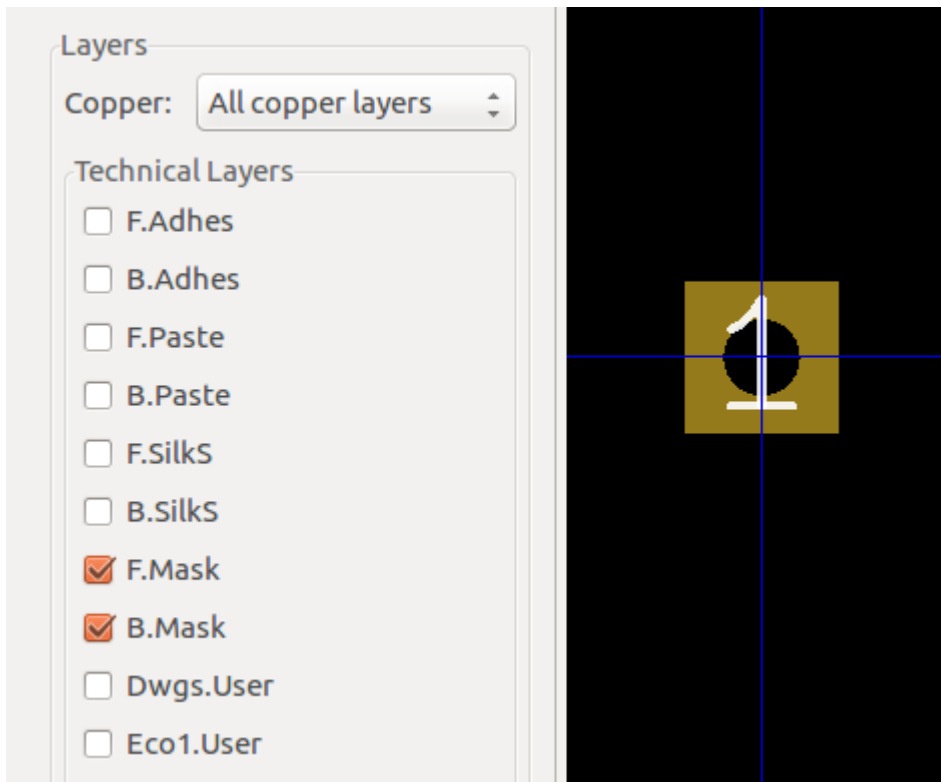 Layers
Copper: All copper layers
Technical Layers
F.Adhes
B.Adhes
F.Paste
B.Paste
F.SilkS
B.SilkS
F.Mask
B.Mask
Dwgs.User
Eco1.User
1